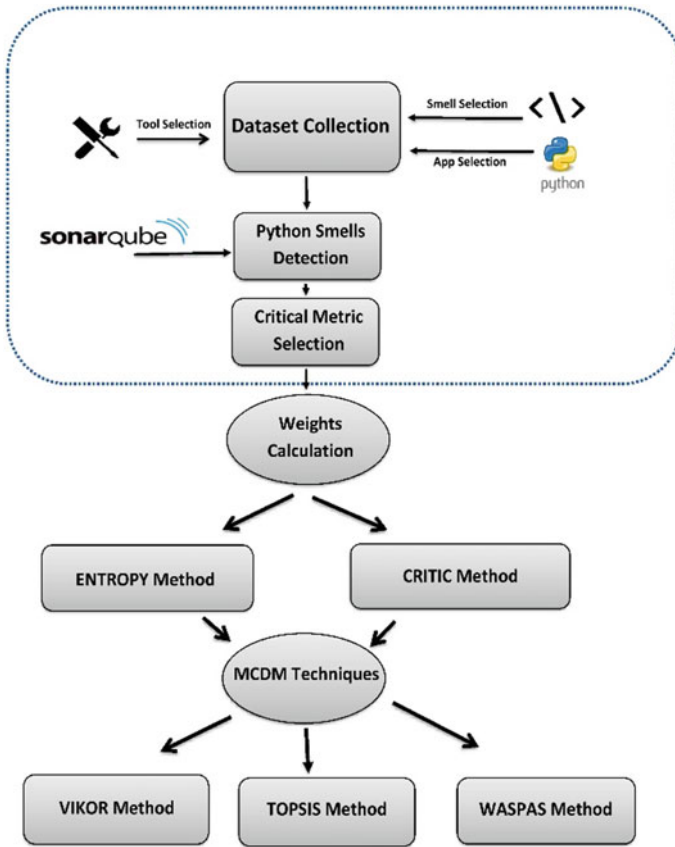 Tool Selection
Dataset Collection
Smell Selection
App Selection
python
sonarqube
Python Smells
Detection
Critical Metric
Selection
Weights
Calculation
ENTROPY Method
CRITIC Method
MCDM Techniques
VIKOR Method
TOPSIS Method
WASPAS Method